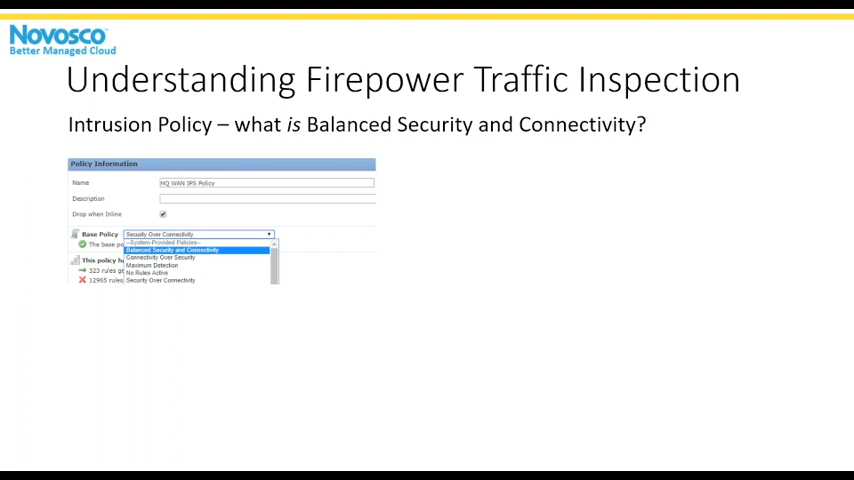 Novosco
Better Managed Cloud
Understanding Firepower Traffic Inspection
Intrusion Policy – what is Balanced Security and Connectivity?
Policy Information
Name HQ WAN IPS Policy
Description
Drop when Inline
Base Policy Security Over Connectivity
--System-Provided Policies--
The base po Balanced Security and Connectivity
Connectivity Over Security
This policy ha Maximum Detection
323 rules ge No Rules Active
12965 rules Security Over Connectivity